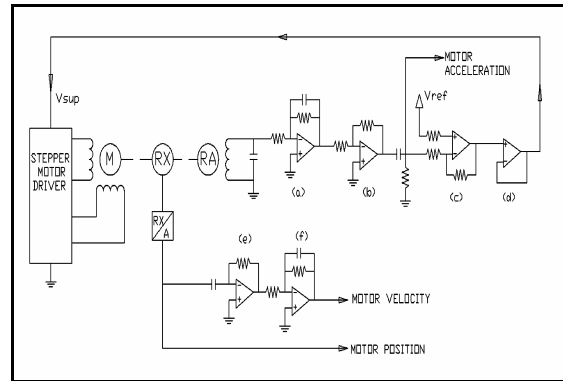 MOTOR
ACCELERATION
Vsup
Vref
STEPPER
MOTOR
DRIVER
M
RX
RA
(a)
(b)
(c)
(d)
RX
A
(e)
(f)
MOTOR VELOCITY
MOTOR POSITION